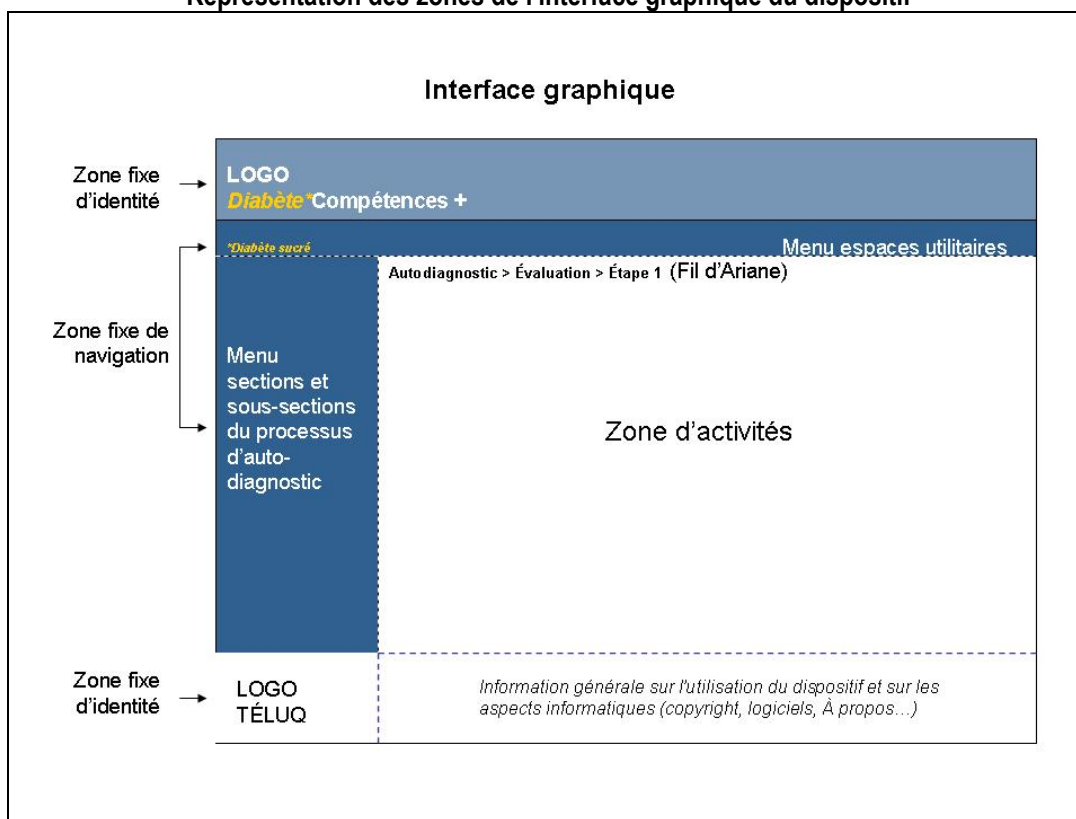 Représentation des zones de l'interface graphique du dispositif
Interface graphique
Zone fixe
d'identité
LOGO
Diabète*Compétences +
*Diabète sucré
Menu espaces utilitaires
Autodiagnostic > Évaluation > Étape 1 (Fil d'Ariane)
Zone fixe de
navigation
Menu
sections et
sous-sections
du processus
d'auto-
diagnostic
Zone d'activités
Zone fixe
d'identité
LOGO
TÉLUQ
Information générale sur l'utilisation du dispositif et sur les
aspects informatiques (copyright, logiciels, À propos…)